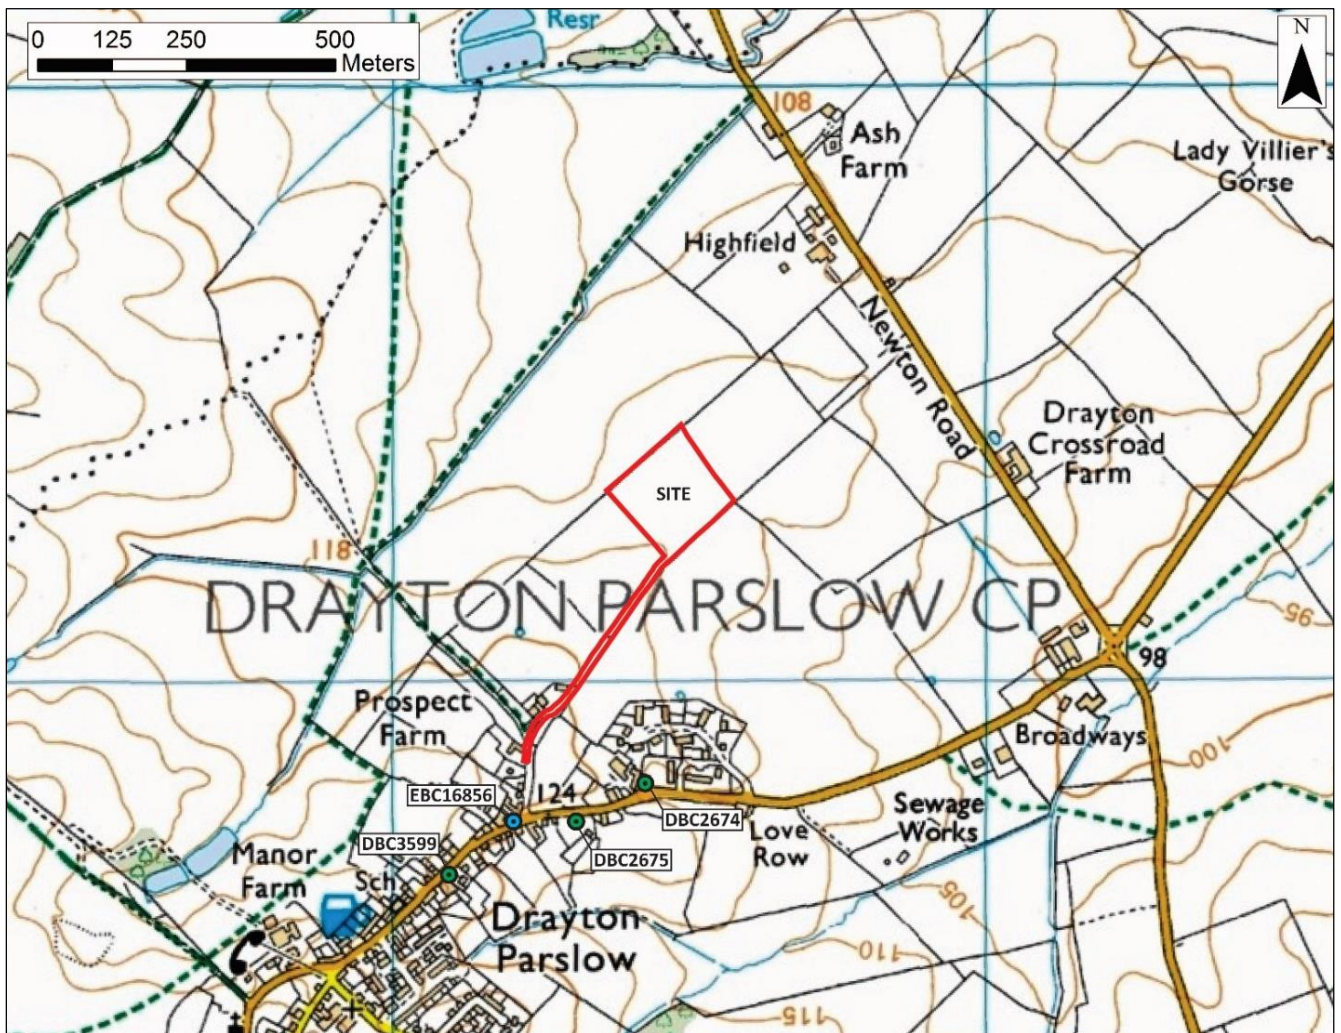 0 125 250 500
Meters
Resr
N
108
Ash
Farm
Lady Villier's
Gorse
Highfield
Newton Road
Drayton
Crossroad
Farm
SITE
118
DRAYTON PARSLOW CP
95
98
Prospect
Farm
Broadways
100
EBC16856
124
DBC2674
Sewage
Works
Love
Row
DBC3599
DBC2675
Manor
Farm
Sch
105
Drayton
Parslow
110
115